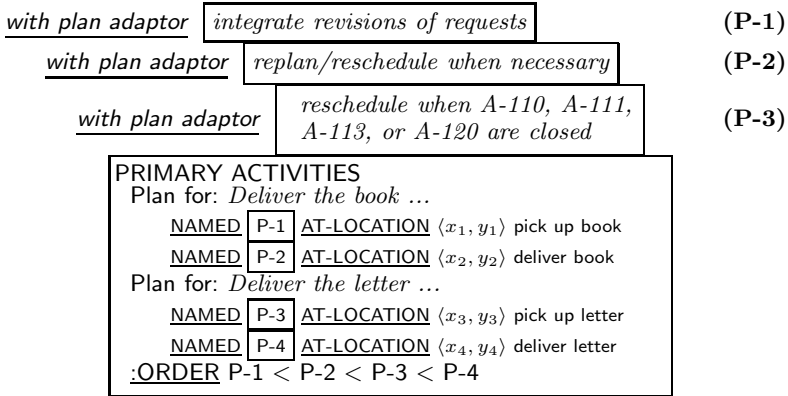 with plan adaptor integrate revisions of requests (P-1)
with plan adaptor replan/reschedule when necessary (P-2)
with plan adaptor reschedule when A-110, A-111, (P-3)
A-113, or A-120 are closed
PRIMARY ACTIVITIES
Plan for: Deliver the book ...
NAMED P-1 AT-LOCATION ⟨x₁, y₁⟩ pick up book
NAMED P-2 AT-LOCATION ⟨x₂, y₂⟩ deliver book
Plan for: Deliver the letter ...
NAMED P-3 AT-LOCATION ⟨x₃, y₃⟩ pick up letter
NAMED P-4 AT-LOCATION ⟨x₄, y₄⟩ deliver letter
:ORDER P-1 < P-2 < P-3 < P-4